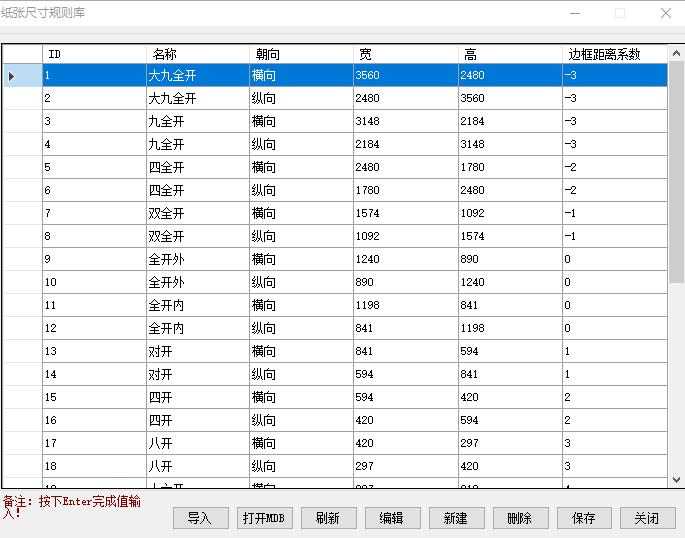 纸张尺寸规则库
ID 名称 朝向 宽 高 边框距离系数
1 大九全开 横向 3560 2480 -3
2 大九全开 纵向 2480 3560 -3
3 九全开 横向 3148 2184 -3
4 九全开 纵向 2184 3148 -3
5 四全开 横向 2480 1780 -2
6 四全开 纵向 1780 2480 -2
7 双全开 横向 1574 1092 -1
8 双全开 纵向 1092 1574 -1
9 全开外 横向 1240 890 0
10 全开外 纵向 890 1240 0
11 全开内 横向 1198 841 0
12 全开内 纵向 841 1198 0
13 对开 横向 841 594 1
14 对开 纵向 594 841 1
15 四开 横向 594 420 2
16 四开 纵向 420 594 2
17 八开 横向 420 297 3
18 八开 纵向 297 420 3
备注: 按下Enter完成值输
入!
导入 打开MDB 刷新 编辑 新建 删除 保存 关闭